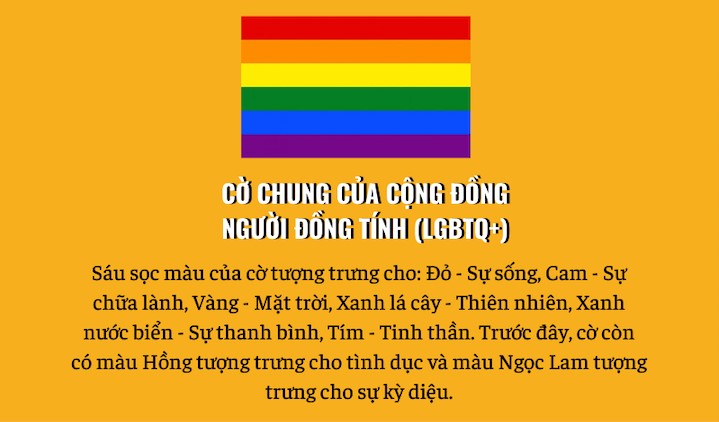 CỜ CHUNG CỦA CỘNG ĐỒNG
NGƯỜI ĐỒNG TÍNH (LGBTQ+)
Sáu sọc màu của cờ tượng trưng cho: Đỏ - Sự sống, Cam - Sự
chữa lành, Vàng - Mặt trời, Xanh lá cây - Thiên nhiên, Xanh
nước biển - Sự thanh bình, Tím - Tinh thần. Trước đây, cờ còn
có màu Hồng tượng trưng cho tình dục và màu Ngọc Lam tượng
trưng cho sự kỳ diệu.